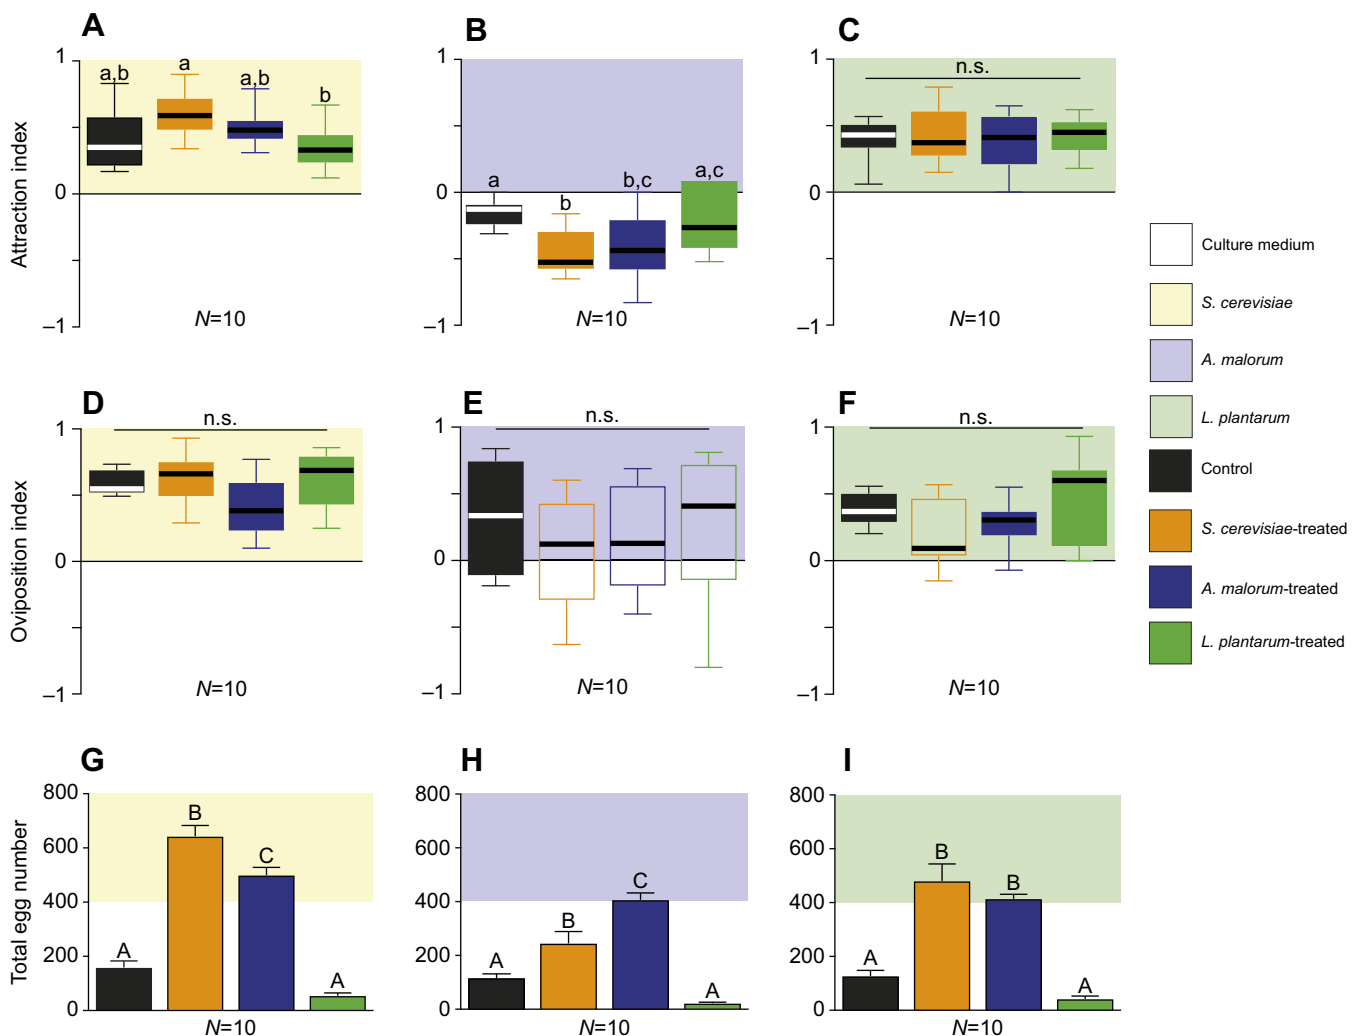 A
B
C
Attraction index
1
0
–1
a,b
a
a,b
b
N=10
1
0
–1
a
b
b,c
a,c
N=10
1
0
–1
n.s.
N=10
D
E
F
Oviposition index
1
0
–1
n.s.
N=10
1
0
–1
n.s.
N=10
1
0
–1
n.s.
N=10
G
H
I
Total egg number
800
600
400
200
0
A
B
C
A
N=10
800
600
400
200
0
A
B
C
A
N=10
800
600
400
200
0
A
B
B
A
N=10
Culture medium
S. cerevisiae
A. malorum
L. plantarum
Control
S. cerevisiae-treated
A. malorum-treated
L. plantarum-treated